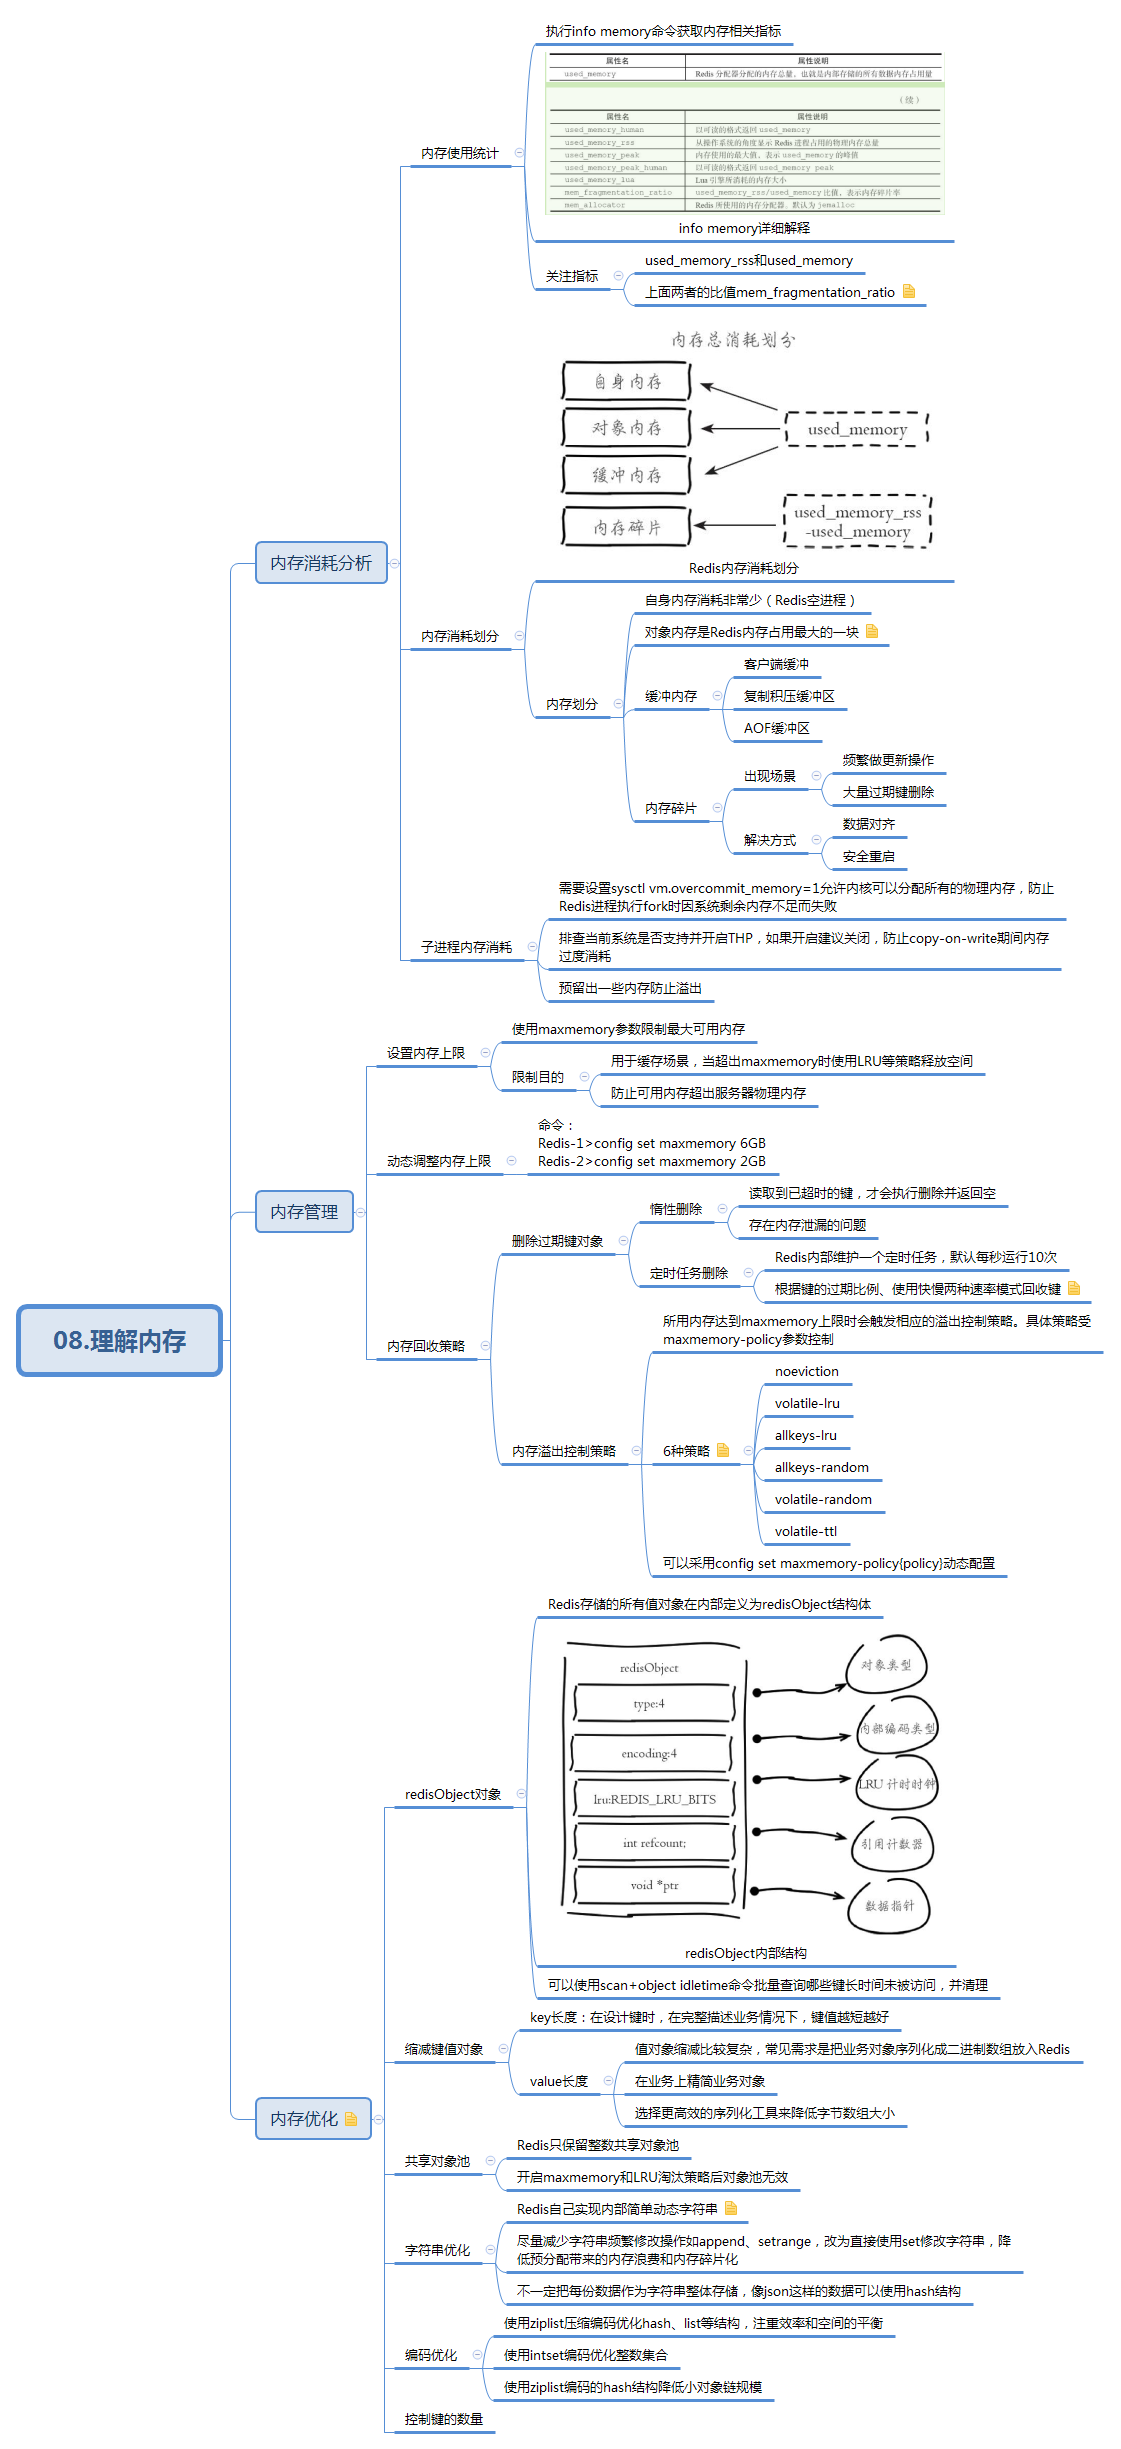 08.理解内存
内存消耗分析
内存使用统计
执行info memory命令获取内存相关指标
属性名 属性说明
used_memory Redis 分配器分配的内存总量，也就是内部存储的所有数据内存占用量
（续）
属性名 属性说明
used_memory_human 以可读的格式返回 used_memory
used_memory_rss 从操作系统的角度显示 Redis 进程占用的物理内存总量
used_memory_peak 内存使用的最大值，表示 used_memory 的峰值
used_memory_peak_human 以可读的格式返回 used_memory_peak
used_memory_lua Lua 引擎所消耗的内存大小
mem_fragmentation_ratio used_memory_rss/used_memory 比值，表示内存碎片率
mem_allocator Redis 所使用的内存分配器。默认为 jemalloc
info memory详细解释
关注指标
used_memory_rss和used_memory
上面两者的比值mem_fragmentation_ratio
内存消耗划分
内存总消耗划分
自身内存
对象内存
used_memory
缓冲内存
内存碎片
used_memory_rss
-used_memory
Redis内存消耗划分
内存划分
自身内存消耗非常少（Redis空进程）
对象内存是Redis内存占用最大的一块
缓冲内存
客户端缓冲
复制积压缓冲区
AOF缓冲区
内存碎片
出现场景
频繁做更新操作
大量过期键删除
解决方式
数据对齐
安全重启
子进程内存消耗
需要设置sysctl vm.overcommit_memory=1允许内核可以分配所有的物理内存，防止
Redis进程执行fork时因系统剩余内存不足而失败
排查当前系统是否支持并开启THP，如果开启建议关闭，防止copy-on-write期间内存
过度消耗
预留出一些内存防止溢出
内存管理
设置内存上限
使用maxmemory参数限制最大可用内存
限制目的
用于缓存场景，当超出maxmemory时使用LRU等策略释放空间
防止可用内存超出服务器物理内存
动态调整内存上限
命令：
Redis-1>config set maxmemory 6GB
Redis-2>config set maxmemory 2GB
内存回收策略
删除过期键对象
惰性删除
读取到已超时的键，才会执行删除并返回空
存在内存泄漏的问题
定时任务删除
Redis内部维护一个定时任务，默认每秒运行10次
根据键的过期比例、使用快慢两种速率模式回收键
内存溢出控制策略
所用内存达到maxmemory上限时会触发相应的溢出控制策略。具体策略受
maxmemory-policy参数控制
6种策略
noeviction
volatile-lru
allkeys-lru
allkeys-random
volatile-random
volatile-ttl
可以采用config set maxmemory-policy{policy}动态配置
内存优化
redisObject对象
Redis存储的所有值对象在内部定义为redisObject结构体
redisObject
type:4
对象类型
encoding:4
内部编码类型
lru:REDIS_LRU_BITS
LRU 计时时钟
int refcount;
引用计数器
void *ptr
数据指针
redisObject内部结构
可以使用scan+object idletime命令批量查询哪些键长时间未被访问，并清理
缩减键值对象
key长度：在设计键时，在完整描述业务情况下，键值越短越好
value长度
值对象缩减比较复杂，常见需求是把业务对象序列化成二进制数组放入Redis
在业务上精简业务对象
选择更高效的序列化工具来降低字节数组大小
共享对象池
Redis只保留整数共享对象池
开启maxmemory和LRU淘汰策略后对象池无效
字符串优化
Redis自己实现内部简单动态字符串
尽量减少字符串频繁修改操作如append、setrange，改为直接使用set修改字符串，降
低预分配带来的内存浪费和内存碎片化
不一定把每份数据作为字符串整体存储，像json这样的数据可以使用hash结构
编码优化
使用ziplist压缩编码优化hash、list等结构，注重效率和空间的平衡
使用intset编码优化整数集合
使用ziplist编码的hash结构降低小对象链规模
控制键的数量